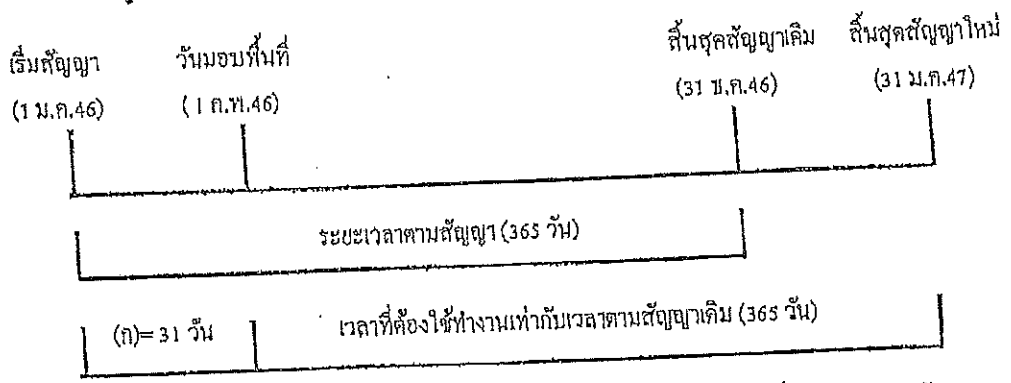 เริ่มสัญญา วันมอบพื้นที่ สิ้นสุดสัญญาเดิม สิ้นสุดสัญญาใหม่
(1 ม.ค.46) (1 ก.พ.46) (31 ธ.ค.46) (31 ม.ค.47)
ระยะเวลาตามสัญญา (365 วัน)
(ก)= 31 วัน เวลาที่ต้องใช้ทำงานเท่ากับเวลาตามสัญญาเดิม (365 วัน)